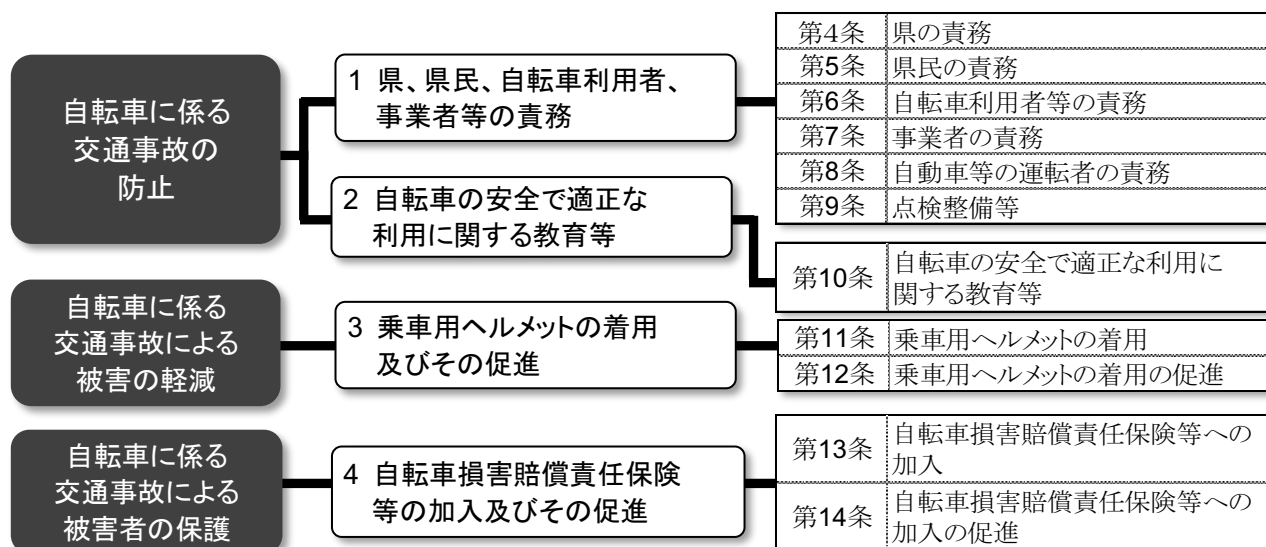 自転車に係る
交通事故の
防止
1 県、県民、自転車利用者、
事業者等の責務
第4条 県の責務
第5条 県民の責務
第6条 自転車利用者等の責務
第7条 事業者の責務
第8条 自動車等の運転者の責務
第9条 点検整備等
2 自転車の安全で適正な
利用に関する教育等
第10条 自転車の安全で適正な利用に
関する教育等
自転車に係る
交通事故による
被害の軽減
3 乗車用ヘルメットの着用
及びその促進
第11条 乗車用ヘルメットの着用
第12条 乗車用ヘルメットの着用の促進
自転車に係る
交通事故による
被害者の保護
4 自転車損害賠償責任保険
等の加入及びその促進
第13条 自転車損害賠償責任保険等への
加入
第14条 自転車損害賠償責任保険等への
加入の促進